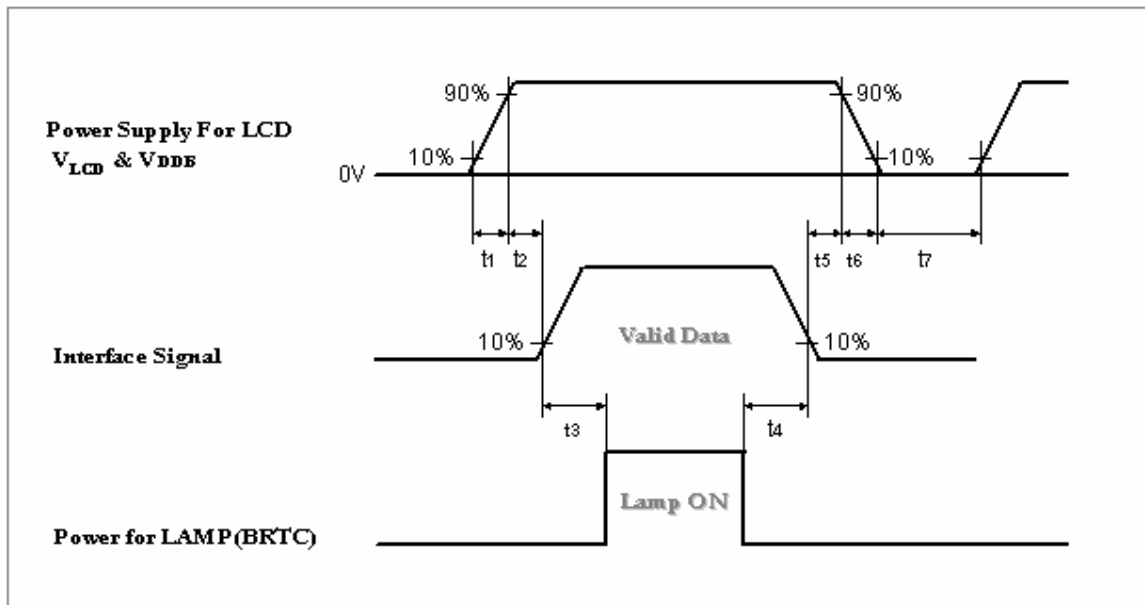 90%
90%
Power Supply For LCD
VLCD & VDDB
10%
10%
0V
t1
t2
t5
t6
t7
Valid Data
10%
10%
Interface Signal
t3
t4
Lamp ON
Power for LAMP(BRTC)